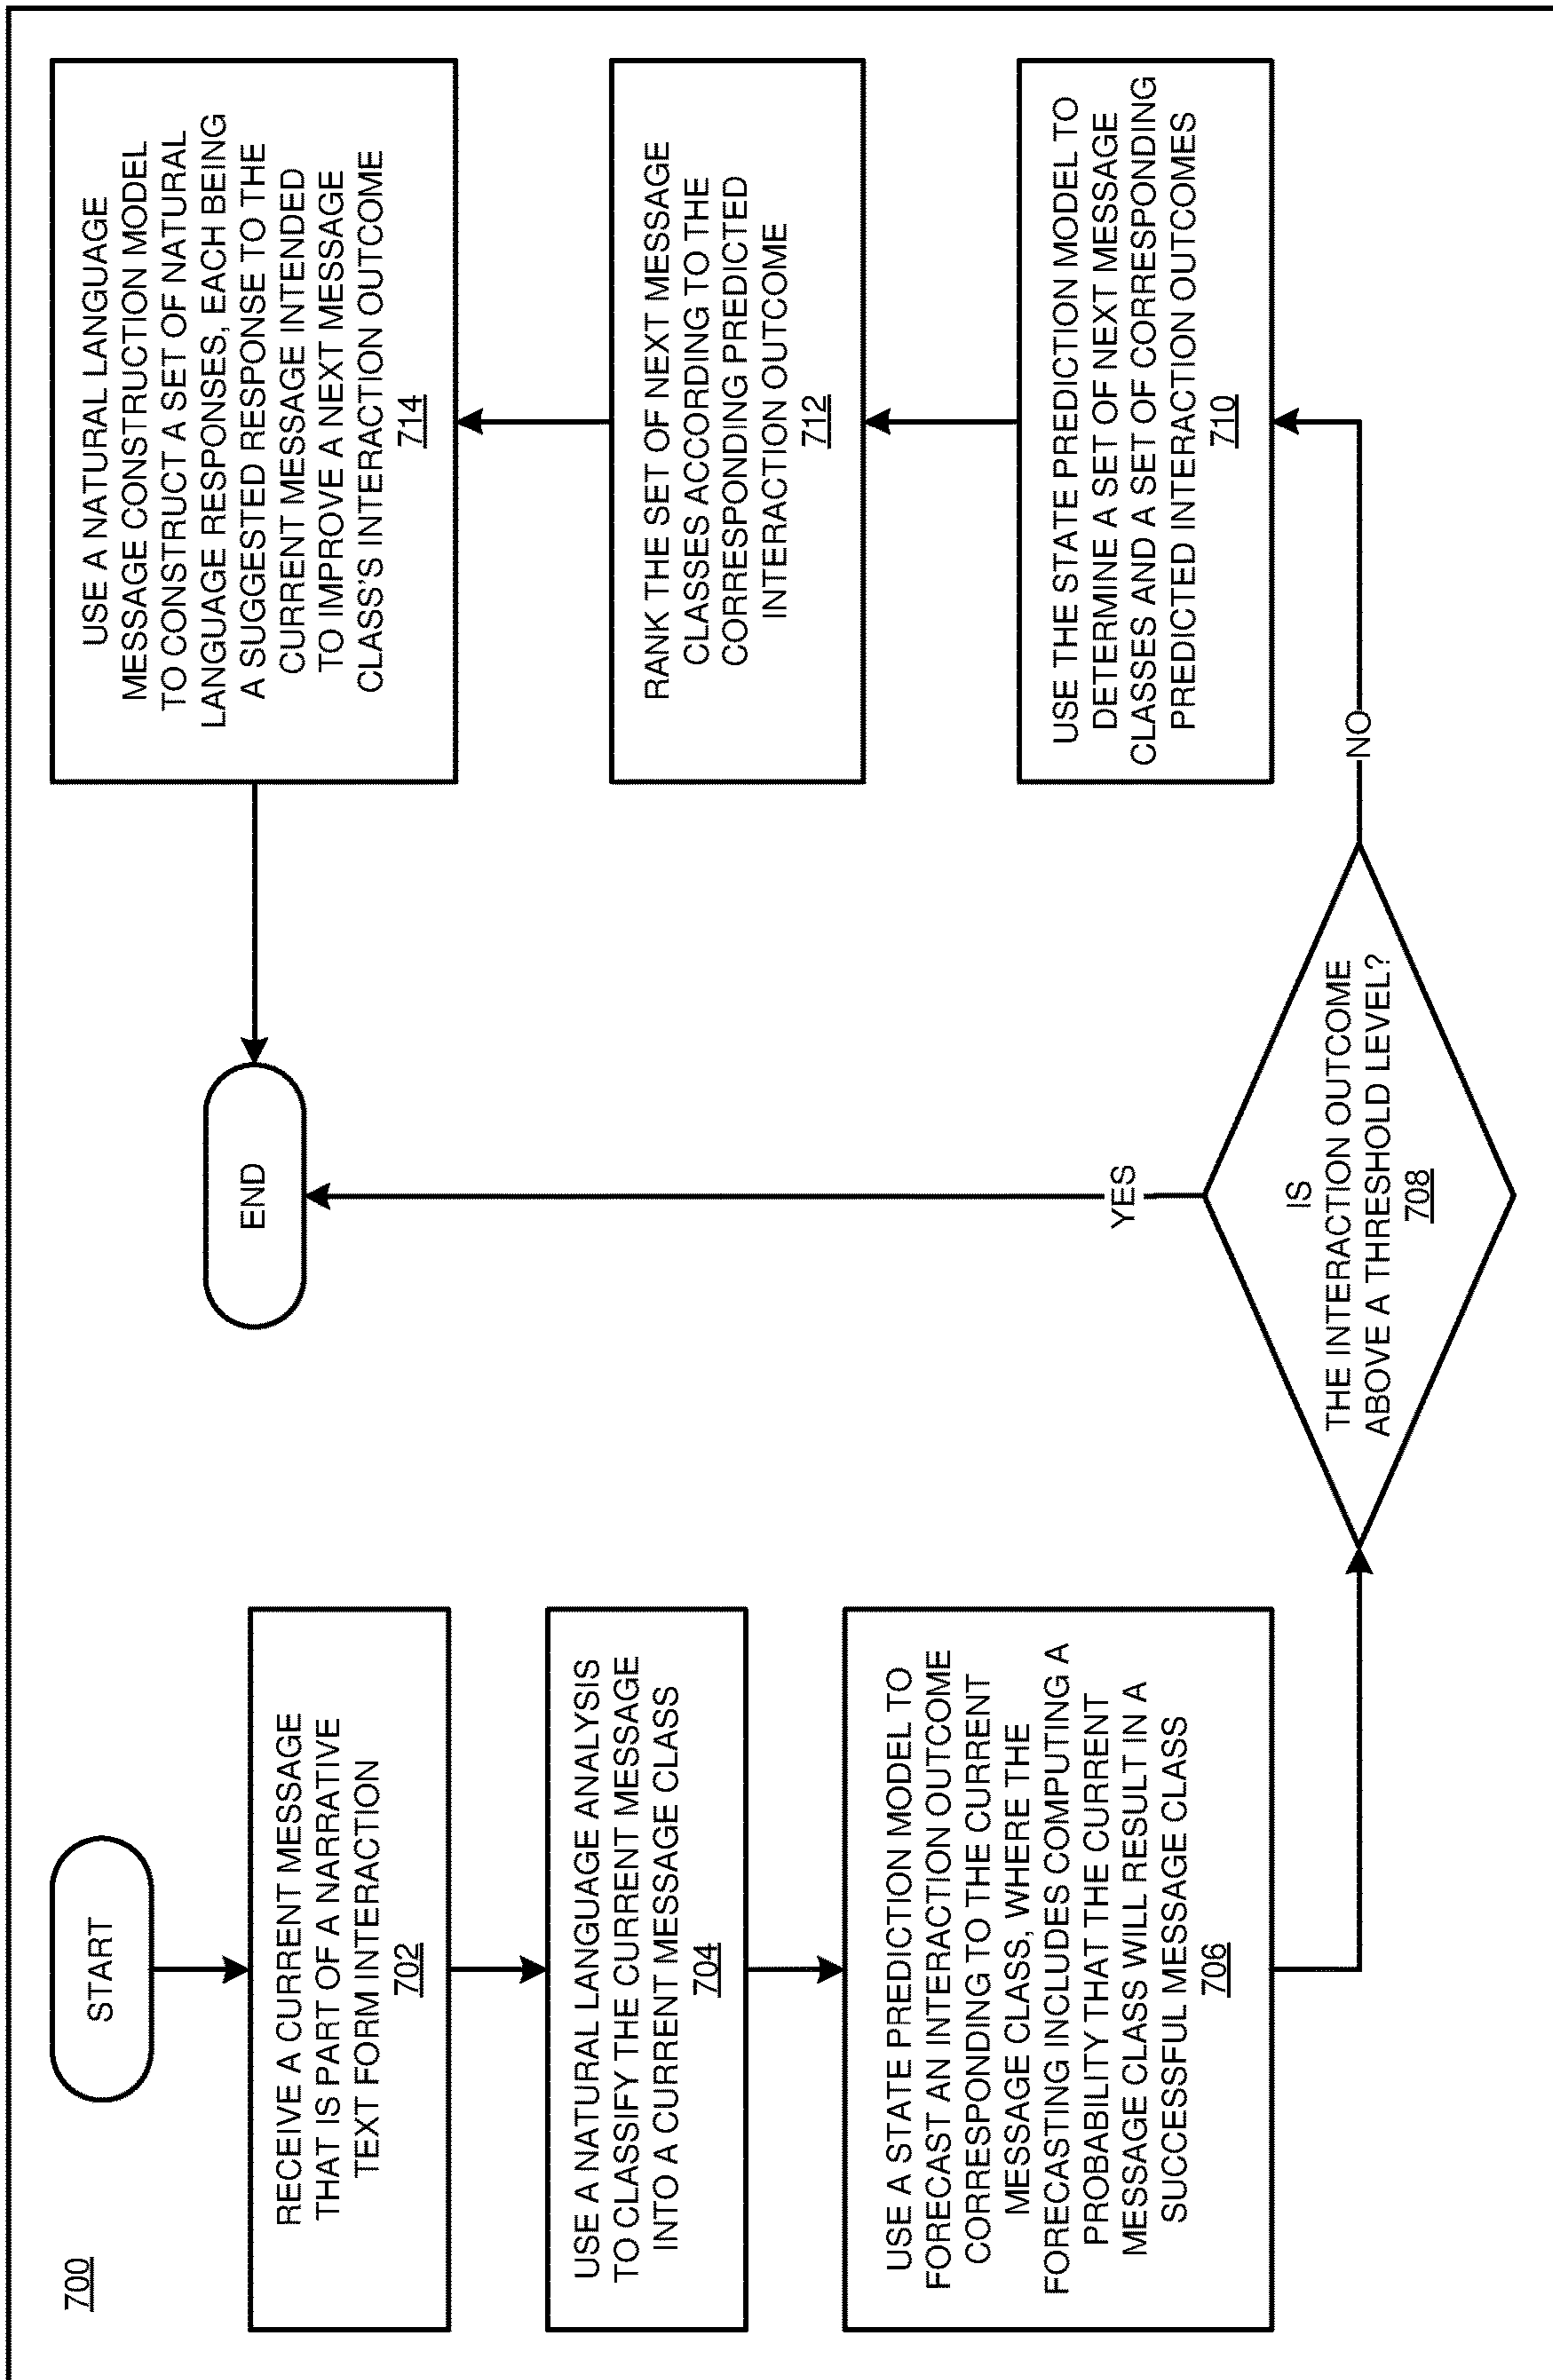 700
START
RECEIVE A CURRENT MESSAGE
THAT IS PART OF A NARRATIVE
TEXT FORM INTERACTION
702
USE A NATURAL LANGUAGE ANALYSIS
TO CLASSIFY THE CURRENT MESSAGE
INTO A CURRENT MESSAGE CLASS
704
USE A STATE PREDICTION MODEL TO
FORECAST AN INTERACTION OUTCOME
CORRESPONDING TO THE CURRENT
MESSAGE CLASS, WHERE THE
FORECASTING INCLUDES COMPUTING A
PROBABILITY THAT THE CURRENT
MESSAGE CLASS WILL RESULT IN A
SUCCESSFUL MESSAGE CLASS
706
IS
THE INTERACTION OUTCOME
ABOVE A THRESHOLD LEVEL?
708
YES
END
NO
USE THE STATE PREDICTION MODEL TO
DETERMINE A SET OF NEXT MESSAGE
CLASSES AND A SET OF CORRESPONDING
PREDICTED INTERACTION OUTCOMES
710
RANK THE SET OF NEXT MESSAGE
CLASSES ACCORDING TO THE
CORRESPONDING PREDICTED
INTERACTION OUTCOME
712
USE A NATURAL LANGUAGE
MESSAGE CONSTRUCTION MODEL
TO CONSTRUCT A SET OF NATURAL
LANGUAGE RESPONSES, EACH BEING
A SUGGESTED RESPONSE TO THE
CURRENT MESSAGE INTENDED
TO IMPROVE A NEXT MESSAGE
CLASS'S INTERACTION OUTCOME
714